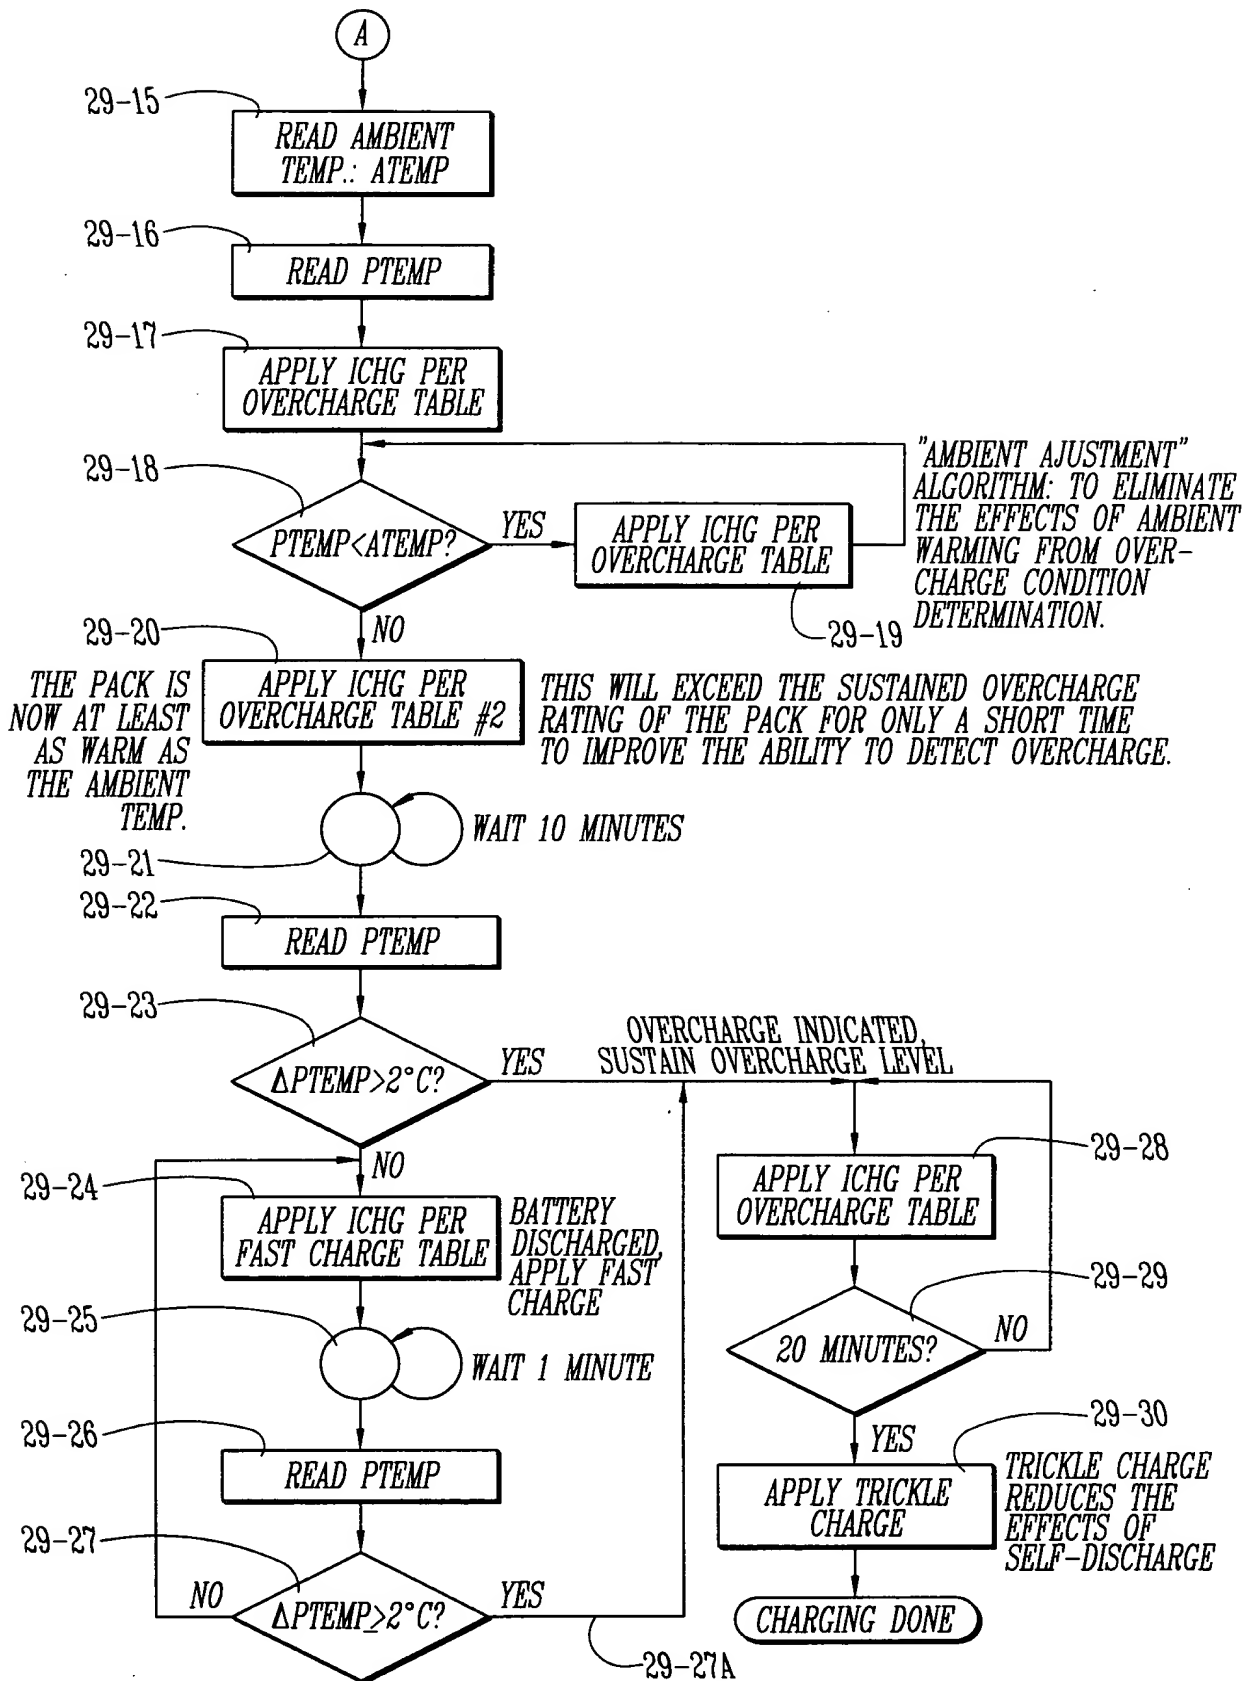 A
29-15
READ AMBIENT
TEMP.: ATEMP
29-16
READ PTEMP
29-17
APPLY ICHG PER
OVERCHARGE TABLE
29-18
PTEMP<ATEMP?
YES
APPLY ICHG PER
OVERCHARGE TABLE
29-19
"AMBIENT AJUSTMENT"
ALGORITHM: TO ELIMINATE
THE EFFECTS OF AMBIENT
WARMING FROM OVER-
CHARGE CONDITION
DETERMINATION.
NO
29-20
THE PACK IS
NOW AT LEAST
AS WARM AS
THE AMBIENT
TEMP.
APPLY ICHG PER
OVERCHARGE TABLE #2
THIS WILL EXCEED THE SUSTAINED OVERCHARGE
RATING OF THE PACK FOR ONLY A SHORT TIME
TO IMPROVE THE ABILITY TO DETECT OVERCHARGE.
WAIT 10 MINUTES
29-21
29-22
READ PTEMP
29-23
ΔPTEMP>2°C?
YES
OVERCHARGE INDICATED,
SUSTAIN OVERCHARGE LEVEL
NO
29-24
APPLY ICHG PER
FAST CHARGE TABLE
BATTERY
DISCHARGED,
APPLY FAST
CHARGE
29-25
WAIT 1 MINUTE
29-26
READ PTEMP
29-27
ΔPTEMP≥2°C?
NO
YES
29-27A
29-28
APPLY ICHG PER
OVERCHARGE TABLE
29-29
20 MINUTES?
NO
YES
29-30
APPLY TRICKLE
CHARGE
TRICKLE CHARGE
REDUCES THE
EFFECTS OF
SELF-DISCHARGE
CHARGING DONE